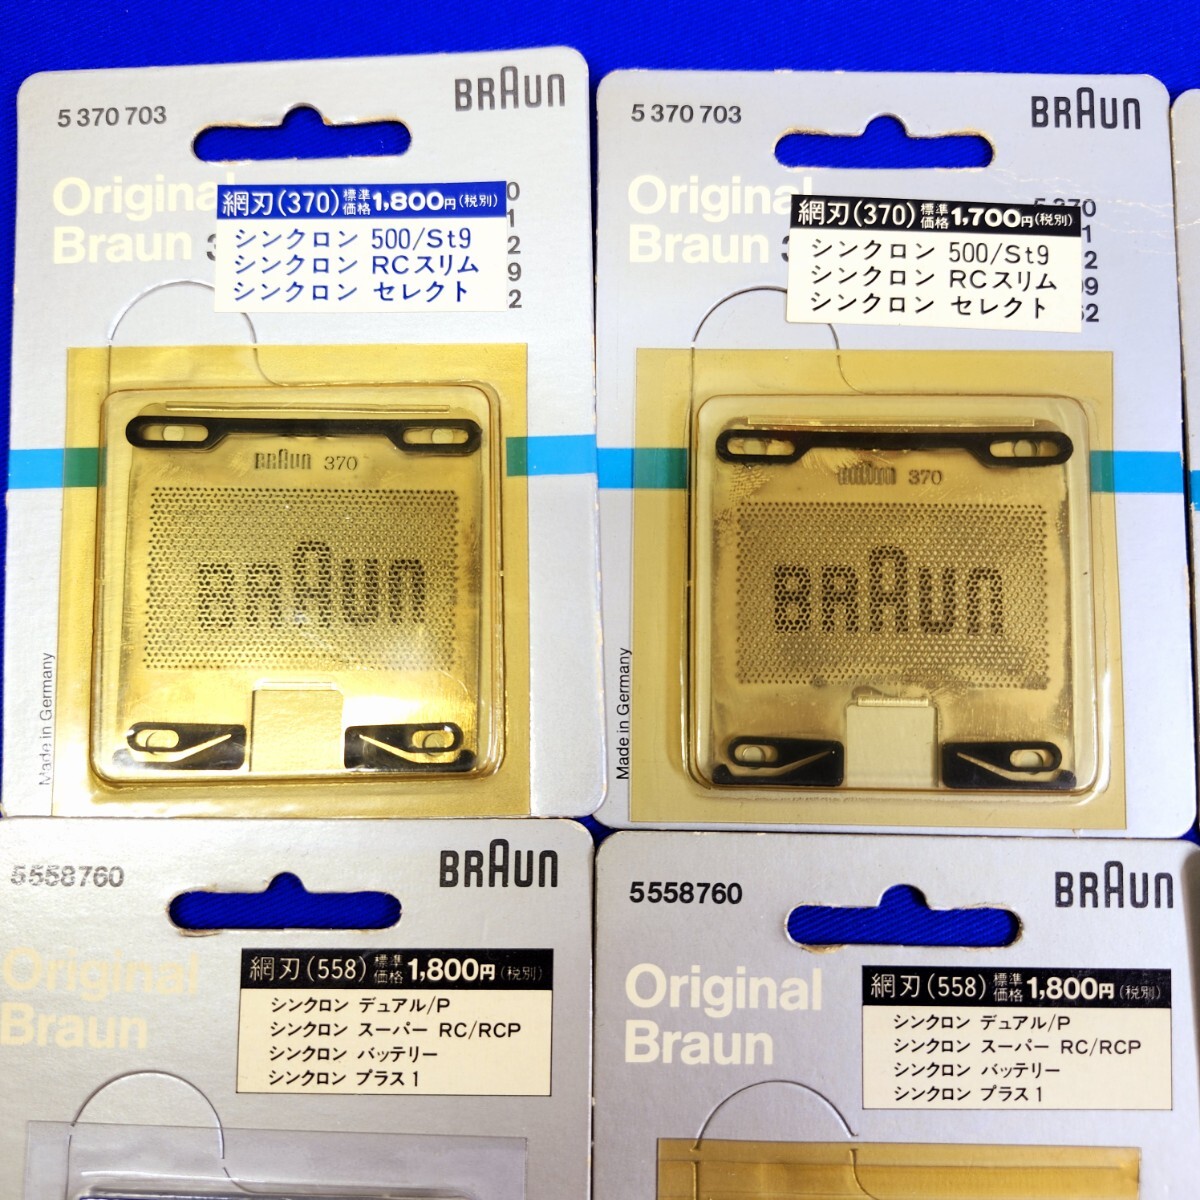 5 370 703
BRAUN
Original
Braun 3
網刃(370) 標準価格 1,800円(税別)
シンクロン 500/St9
シンクロン RCスリム
シンクロン セレクト
0
1
2
9
2
BRAUN 370
BRAUN
Made in Germany
5 370 703
BRAUN
Original
Braun
網刃(370) 標準価格 1,700円(税別)
シンクロン 500/St9
シンクロン RCスリム
シンクロン セレクト
1
2
BRAUN 370
BRAUN
Made in Germany
5558760
BRAUN
Original
Braun
網刃(558) 標準価格 1,800円(税別)
シンクロン デュアル/P
シンクロン スーパー RC/RCP
シンクロン バッテリー
シンクロン プラス1
5558760
BRAUN
Original
Braun
網刃(558) 標準価格 1,800円(税別)
シンクロン デュアル/P
シンクロン スーパー RC/RCP
シンクロン バッテリー
シンクロン プラス1